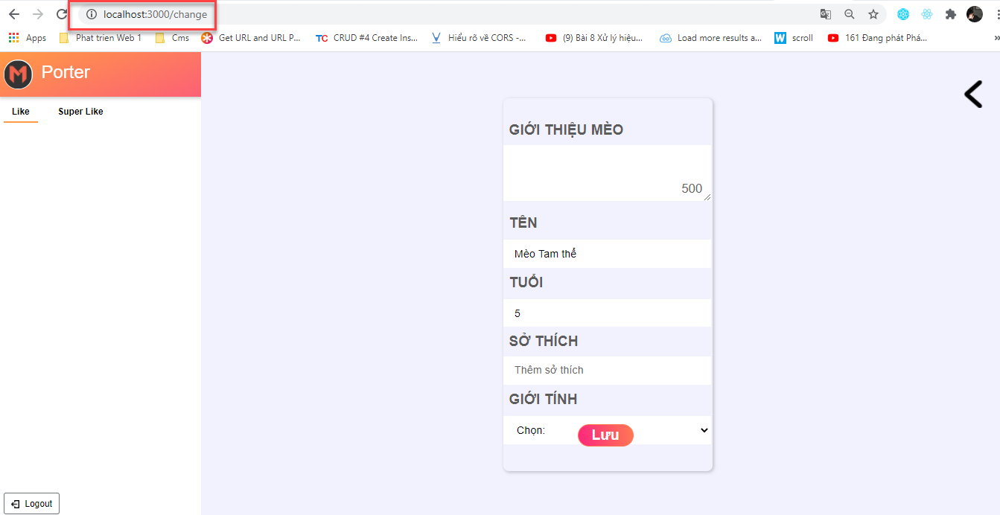 localhost:3000/change
Apps
Phat trien Web 1
Cms
Get URL and URL P...
TC CRUD #4 Create Ins...
Hiểu rõ về CORS -...
(9) Bài 8 Xử lý hiệu...
Load more results a...
W scroll
161 Đang phát Phá...
M Porter
Like
Super Like
GIỚI THIỆU MÈO
500
TÊN
Mèo Tam thể
TUỔI
5
SỞ THÍCH
Thêm sở thích
GIỚI TÍNH
Chọn:
Lưu
Logout